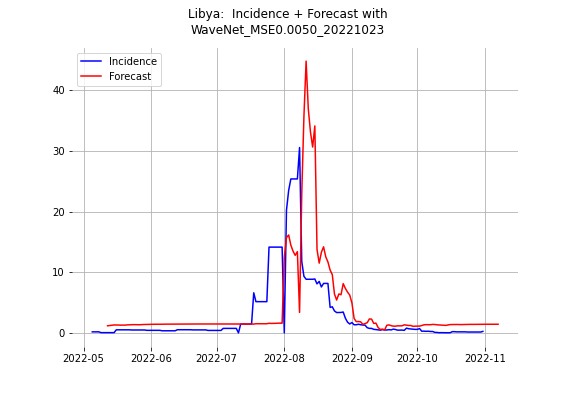 Libya:  Incidence + Forecast with
WaveNet_MSE0.0050_20221023
Incidence
Forecast
40
30
20
10
0
2022-05 2022-06 2022-07 2022-08 2022-09 2022-10 2022-11